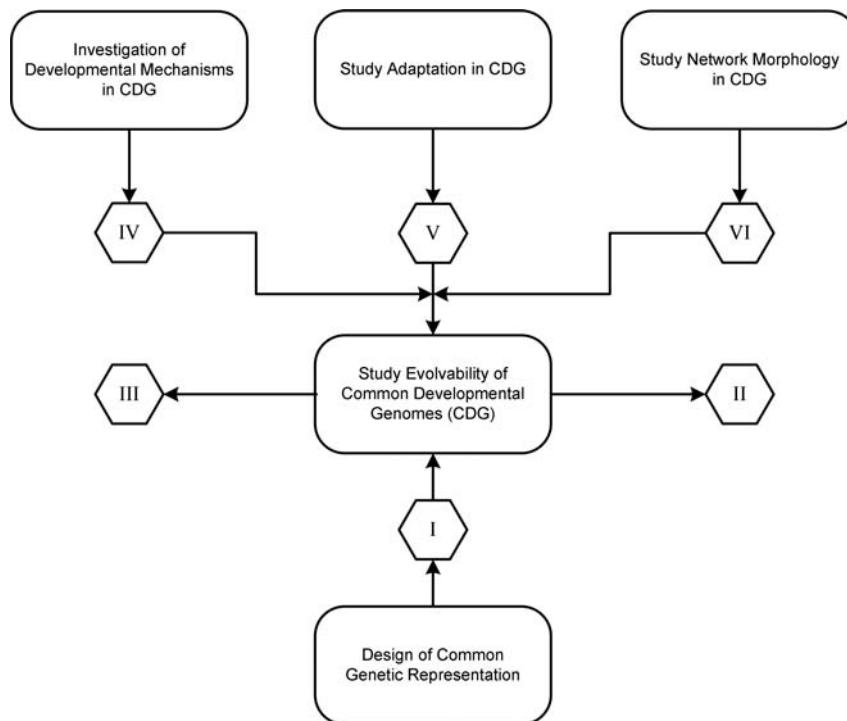 Investigation of
Developmental Mechanisms
in CDG
Study Adaptation in CDG
Study Network Morphology
in CDG
IV
V
VI
III
Study Evolvability of
Common Developmental
Genomes (CDG)
II
I
Design of Common
Genetic Representation